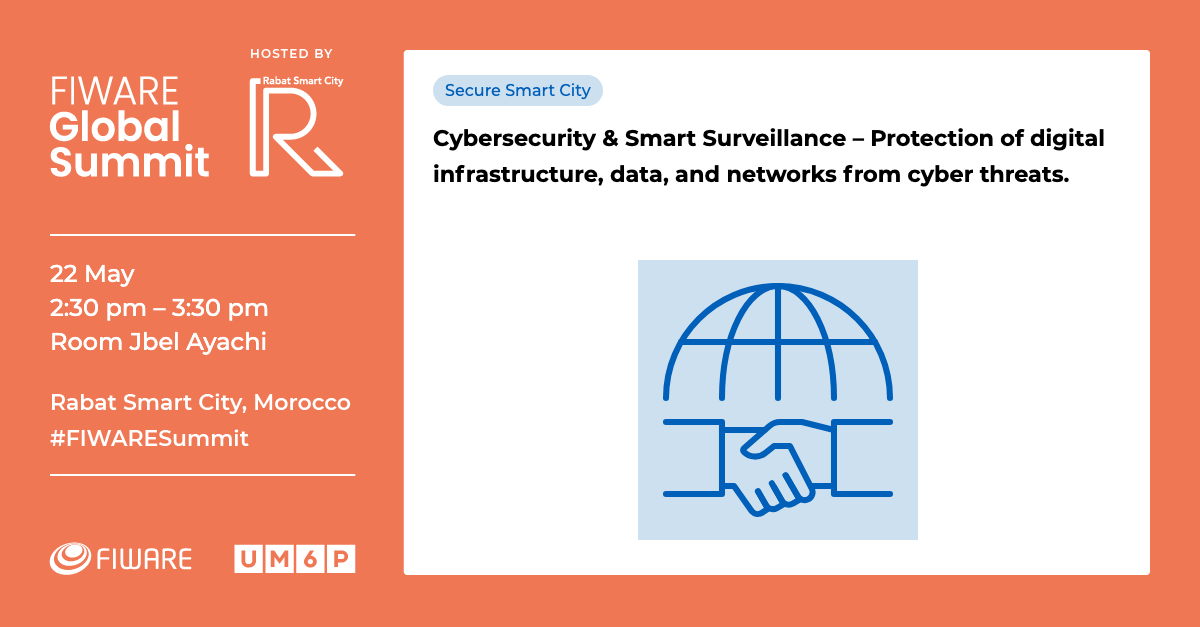 HOSTED BY
FIWARE
Global
Summit
Rabat Smart City
R
22 May
2:30 pm – 3:30 pm
Room Jbel Ayachi
Rabat Smart City, Morocco
#FIWARESummit
FIWARE
UM6P
Secure Smart City
Cybersecurity & Smart Surveillance – Protection of digital
infrastructure, data, and networks from cyber threats.